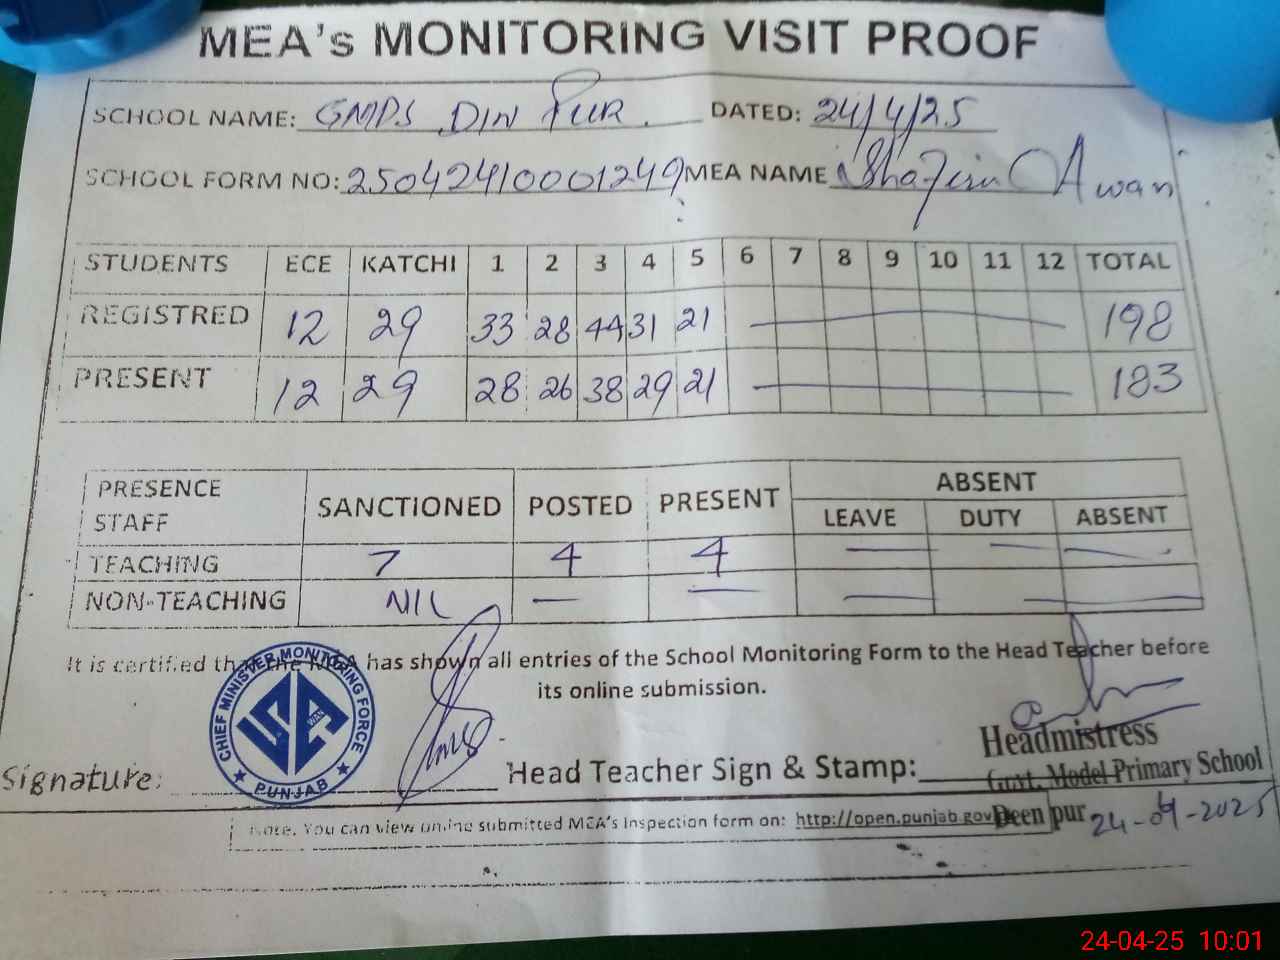 MEA's MONITORING VISIT PROOF
SCHOOL NAME: GMPS DIN PUR. DATED: 24/4/25
SCHOOL FORM NO: 25042410001249 MEA NAME Awan
STUDENTS ECE KATCHI 1 2 3 4 5 6 7 8 9 10 11 12 TOTAL
REGISTRED 12 29 33 28 44 31 21 198
PRESENT 12 29 28 26 38 29 21 183
PRESENCE STAFF SANCTIONED POSTED PRESENT ABSENT
LEAVE DUTY ABSENT
TEACHING 7 4 4
NON-TEACHING NIL
It is certified that the MEA has shown all entries of the School Monitoring Form to the Head Teacher before
its online submission.
CHIEF MINISTER MONITORING FORCE
PUNJAB
Signature:
Head Teacher Sign & Stamp:
Headmistress
Govt. Model Primary School
Deen pur 24-04-2025
Note. You can view online submitted MEA's Inspection form on: http://open.punjab.gov
24-04-25 10:01